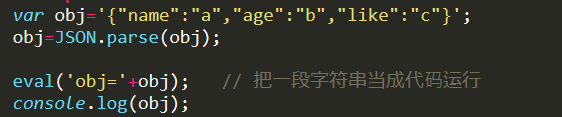 var obj='{"name":"a","age":"b","like":"c"}';
obj=JSON.parse(obj);
eval('obj='+obj);   // 把一段字符串当成代码运行
console.log(obj);